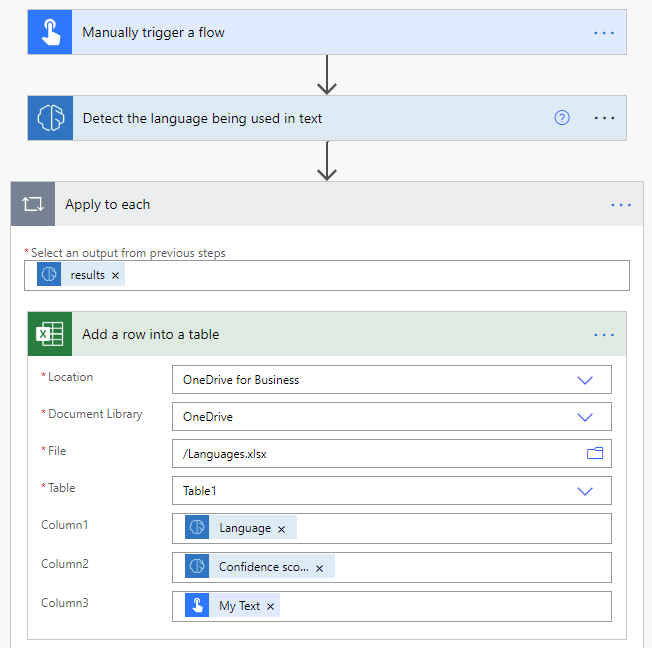 Manually trigger a flow
Detect the language being used in text
Apply to each
*Select an output from previous steps
results ×
Add a row into a table
*Location OneDrive for Business
*Document Library OneDrive
*File /Languages.xlsx
*Table Table1
Column1 Language ×
Column2 Confidence sco... ×
Column3 My Text ×